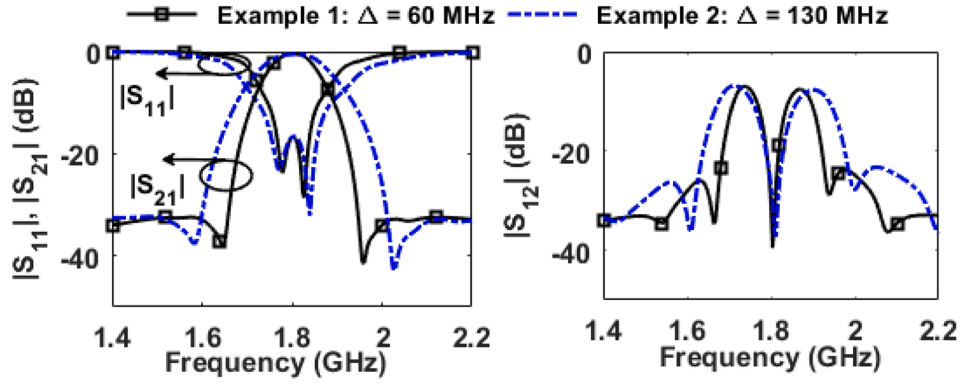 Example 1: Δ = 60 MHz Example 2: Δ = 130 MHz
|S11|, |S21| (dB)
0
-20
-40
|S11|
|S21|
1.4 1.6 1.8 2 2.2
Frequency (GHz)
|S12| (dB)
0
-20
-40
1.4 1.6 1.8 2 2.2
Frequency (GHz)